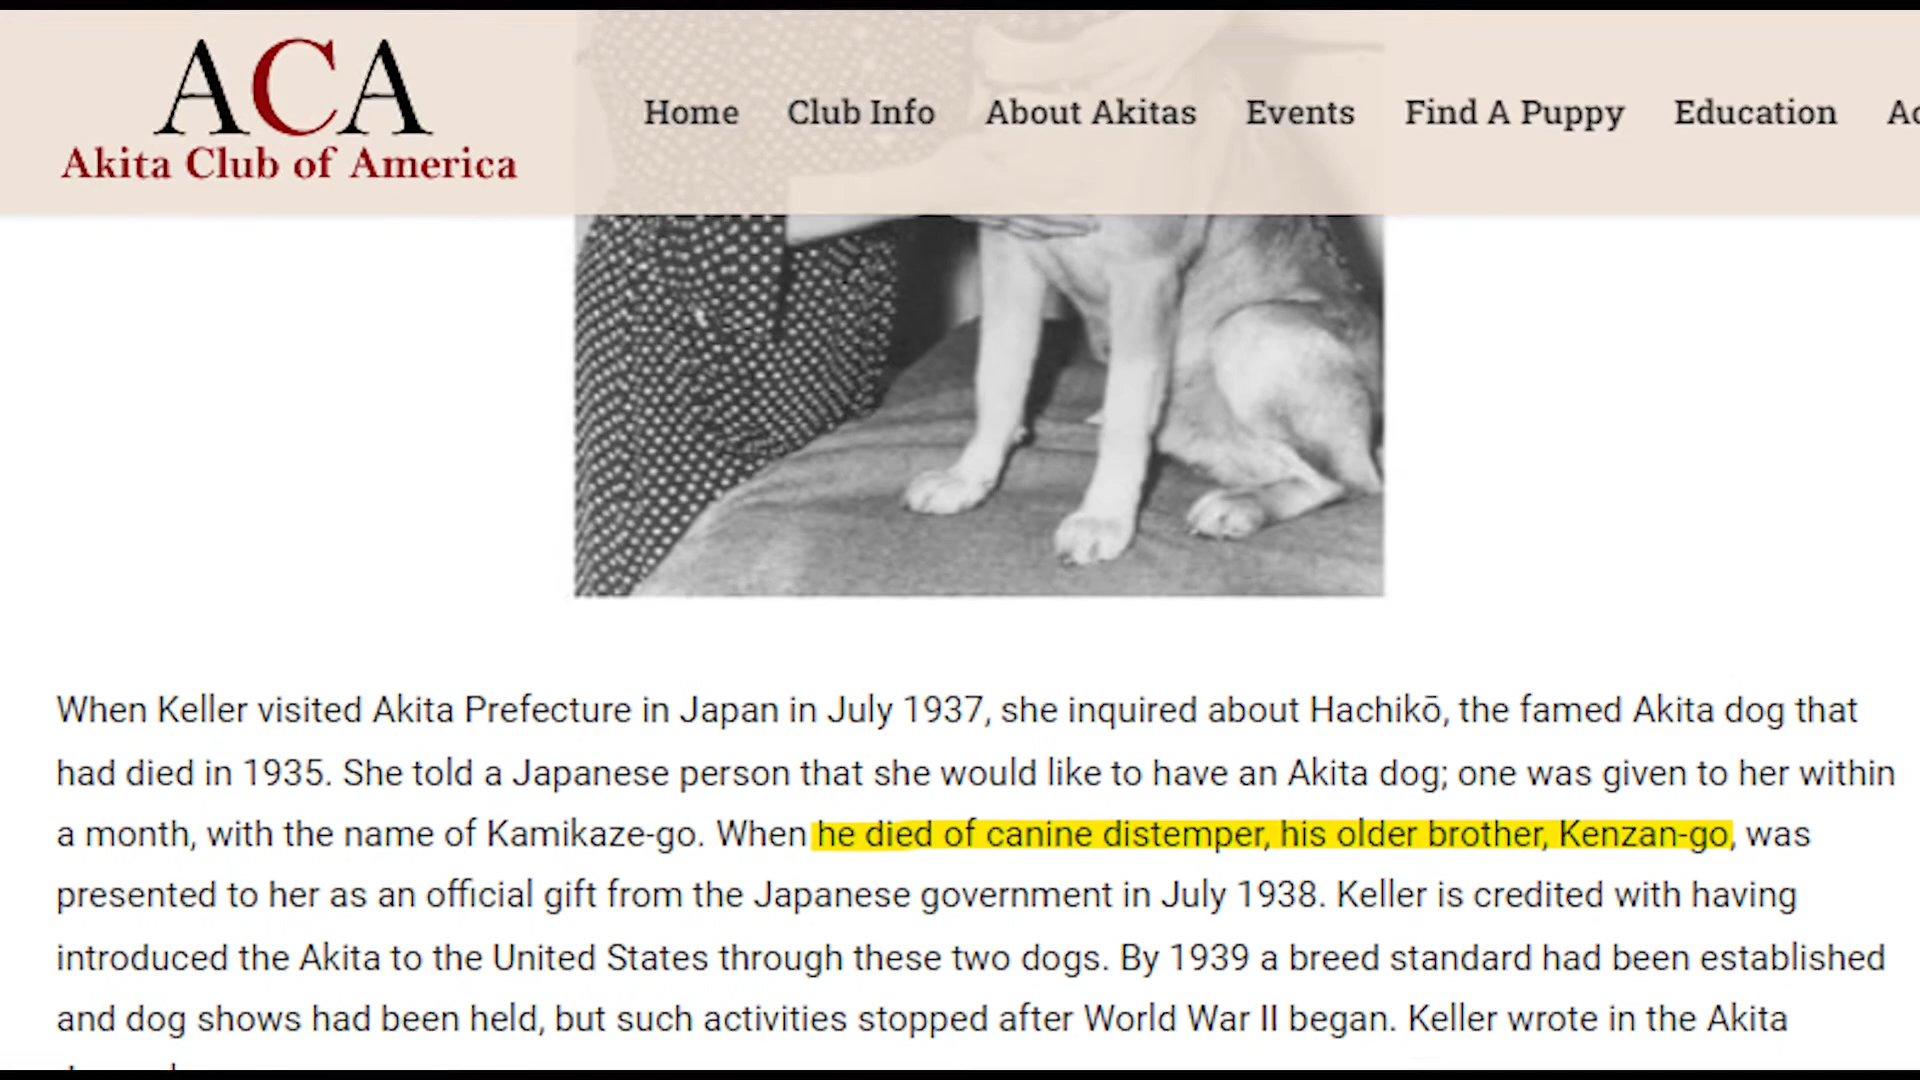 ACA
Akita Club of America
Home Club Info About Akitas Events Find A Puppy Education
When Keller visited Akita Prefecture in Japan in July 1937, she inquired about Hachikō, the famed Akita dog that
had died in 1935. She told a Japanese person that she would like to have an Akita dog; one was given to her within
a month, with the name of Kamikaze-go. When he died of canine distemper, his older brother, Kenzan-go, was
presented to her as an official gift from the Japanese government in July 1938. Keller is credited with having
introduced the Akita to the United States through these two dogs. By 1939 a breed standard had been established
and dog shows had been held, but such activities stopped after World War II began. Keller wrote in the Akita